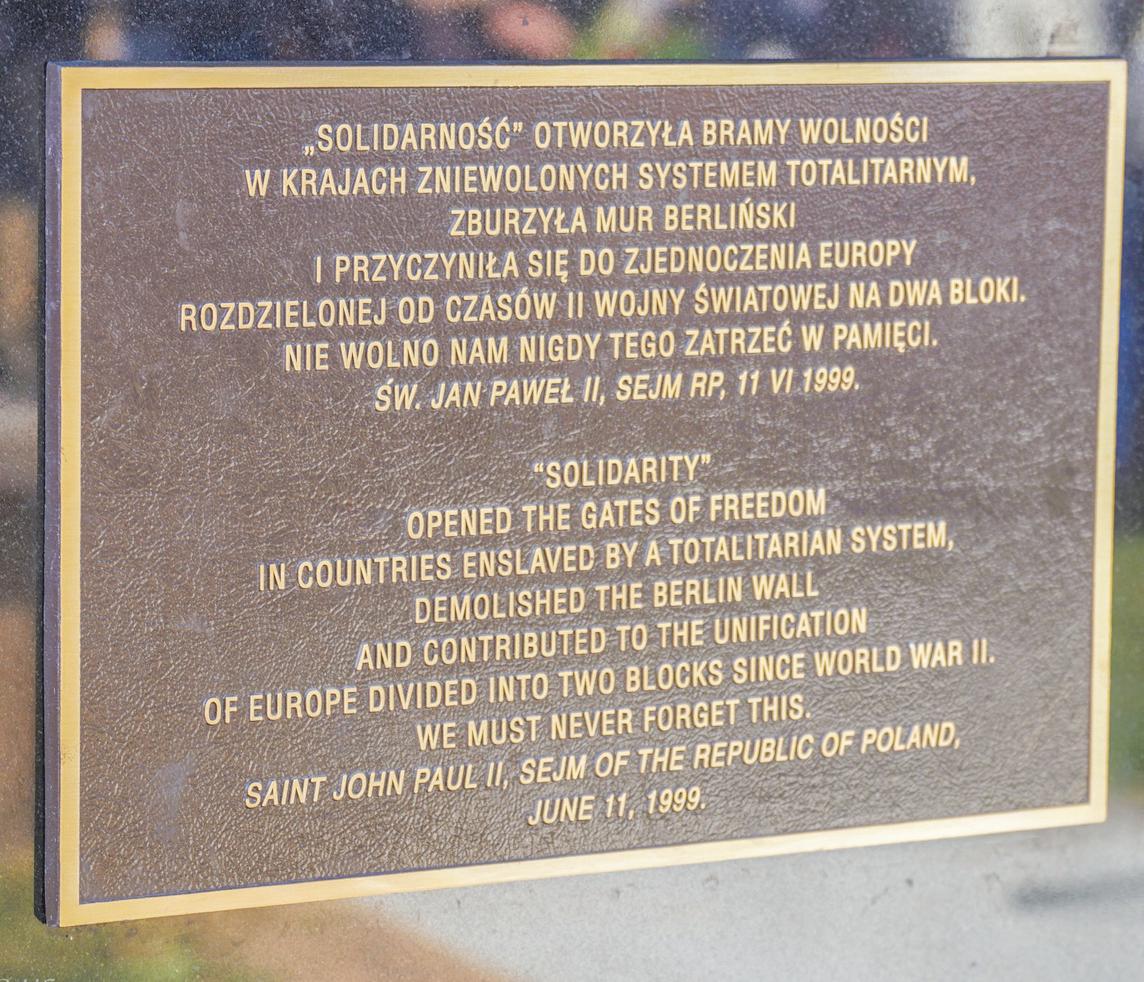 „SOLIDARNOŚĆ” OTWORZYŁA BRAMY WOLNOŚCI
W KRAJACH ZNIEWOLONYCH SYSTEMEM TOTALITARNYM,
ZBURZYŁA MUR BERLIŃSKI
I PRZYCZYNIŁA SIĘ DO ZJEDNOCZENIA EUROPY
ROZDZIELONEJ OD CZASÓW II WOJNY ŚWIATOWEJ NA DWA BLOKI.
NIE WOLNO NAM NIGDY TEGO ZATRZEĆ W PAMIĘCI.
ŚW. JAN PAWEŁ II, SEJM RP, 11 VI 1999.
“SOLIDARITY”
OPENED THE GATES OF FREEDOM
IN COUNTRIES ENSLAVED BY A TOTALITARIAN SYSTEM,
DEMOLISHED THE BERLIN WALL
AND CONTRIBUTED TO THE UNIFICATION
OF EUROPE DIVIDED INTO TWO BLOCKS SINCE WORLD WAR II.
WE MUST NEVER FORGET THIS.
SAINT JOHN PAUL II, SEJM OF THE REPUBLIC OF POLAND,
JUNE 11, 1999.